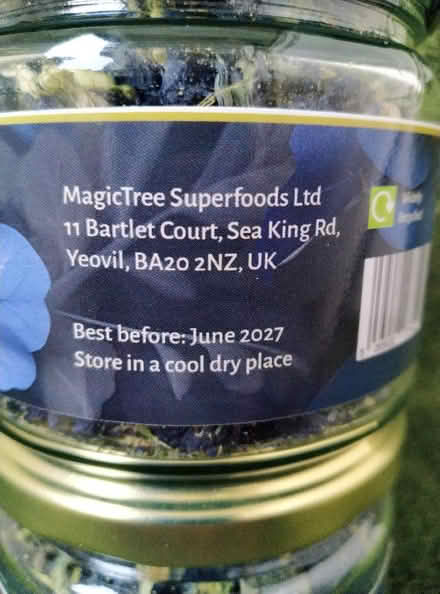 MagicTree Superfoods Ltd
11 Bartlet Court, Sea King Rd,
Yeovil, BA20 2NZ, UK
Best before: June 2027
Store in a cool dry place